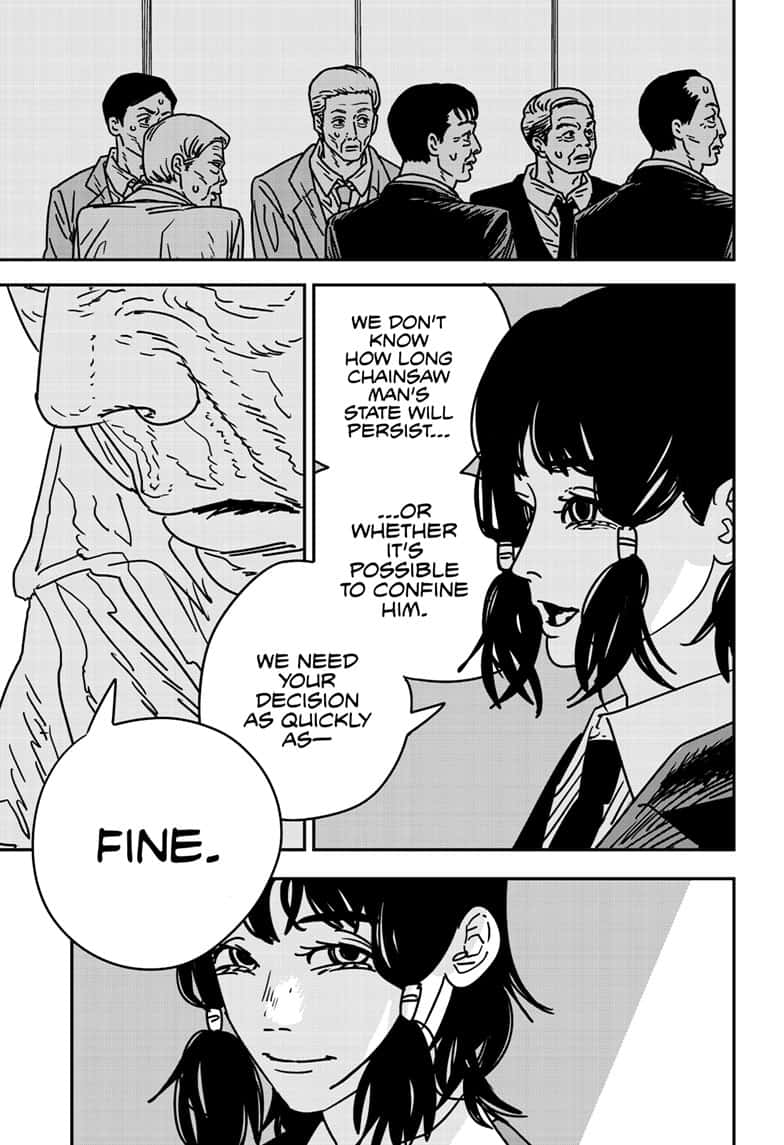 WE DON'T
KNOW
HOW LONG
CHAINSAW
MAN'S
STATE WILL
PERSIST...
...OR
WHETHER
IT'S
POSSIBLE
TO CONFINE
HIM.
WE NEED
YOUR
DECISION
AS QUICKLY
AS—
FINE.